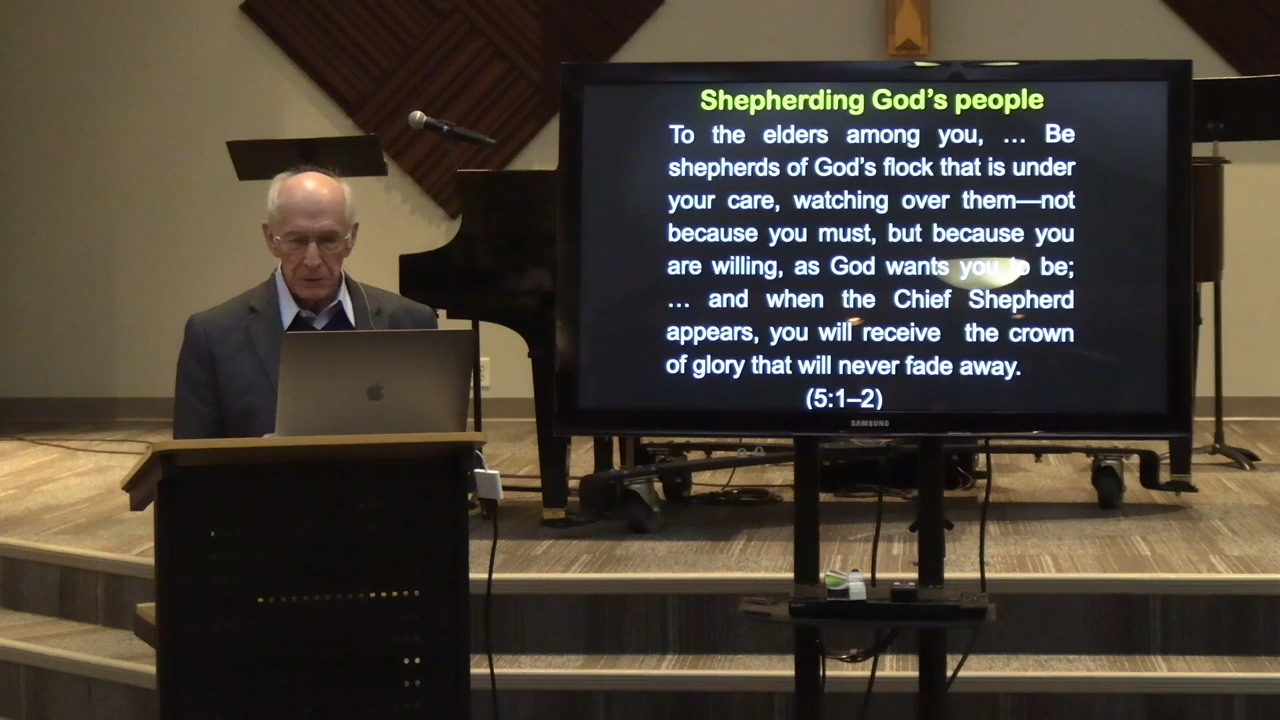 Shepherding God’s people
To the elders among you, … Be
shepherds of God’s flock that is under
your care, watching over them—not
because you must, but because you
are willing, as God wants you to be;
… and when the Chief Shepherd
appears, you will receive the crown
of glory that will never fade away.
(5:1–2)
SAMSUNG